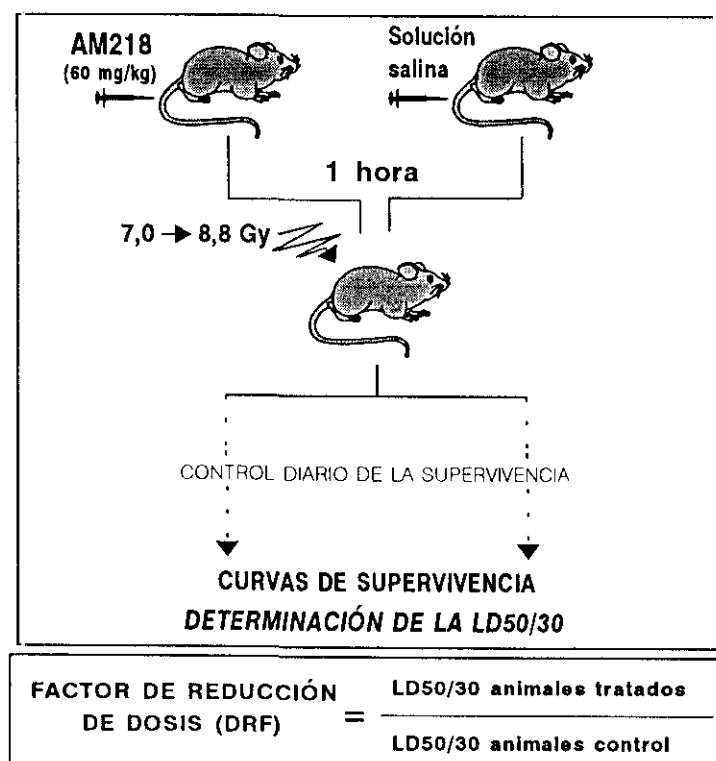 AM218
(60 mg/kg)
Solución
salina
1 hora
7,0 → 8,8 Gy
CONTROL DIARIO DE LA SUPERVIVENCIA
CURVAS DE SUPERVIVENCIA
DETERMINACIÓN DE LA LD50/30
FACTOR DE REDUCCIÓN
DE DOSIS (DRF)
=
LD50/30 animales tratados
LD50/30 animales control